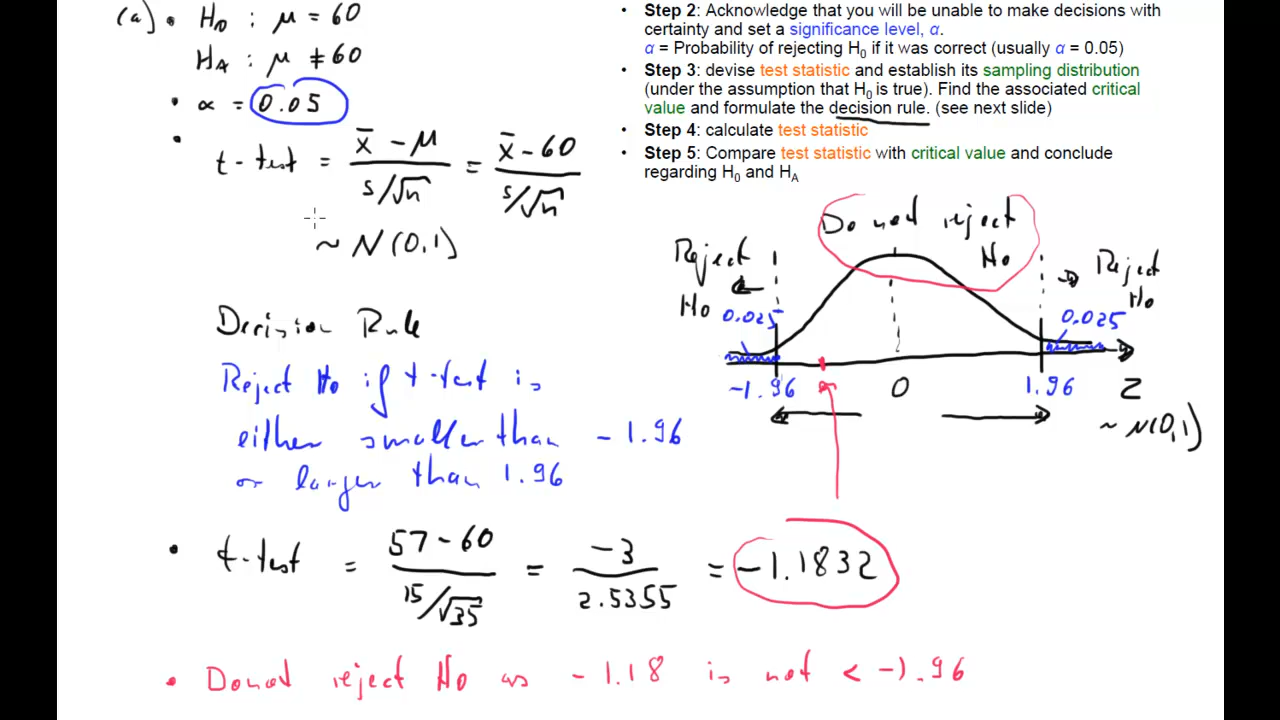 (a) • H0 : μ = 60
HA : μ ≠ 60
• α = 0.05
• t-test = x̄ - μ / s/√n = x̄ - 60 / s/√n
~ N(0,1)
Decision Rule
Reject H0 if t-test is
either smaller than - 1.96
or larger than 1.96
• t-test = 57 - 60 / 15/√35 = -3 / 2.5355 = -1.1832
• Do not reject H0 as - 1.18 is not < -1.96
• Step 2: Acknowledge that you will be unable to make decisions with
certainty and set a significance level, α.
α = Probability of rejecting H0 if it was correct (usually α = 0.05)
• Step 3: devise test statistic and establish its sampling distribution
(under the assumption that H0 is true). Find the associated critical
value and formulate the decision rule. (see next slide)
• Step 4: calculate test statistic
• Step 5: Compare test statistic with critical value and conclude
regarding H0 and HA
Do not reject
H0
Reject
H0
Reject
H0
0.025
0.025
-1.96
0
1.96
Z
~ N(0,1)